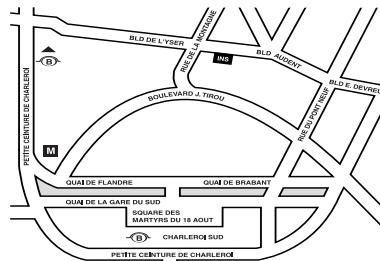 BLD DE L'YSER
RUE DE LA MONTAGNE
INS
BLD AUDENT
BLD E. DEVREU
B
PETITE CEINTURE DE CHARLEROI
BOULEVARD J. TIROU
RUE DU PONT NEUF
M
QUAI DE FLANDRE
QUAI DE BRABANT
QUAI DE LA GARE DU SUD
SQUARE DES
MARTYRS DU 18 AOUT
B
CHARLEROI SUD
PETITE CEINTURE DE CHARLEROI